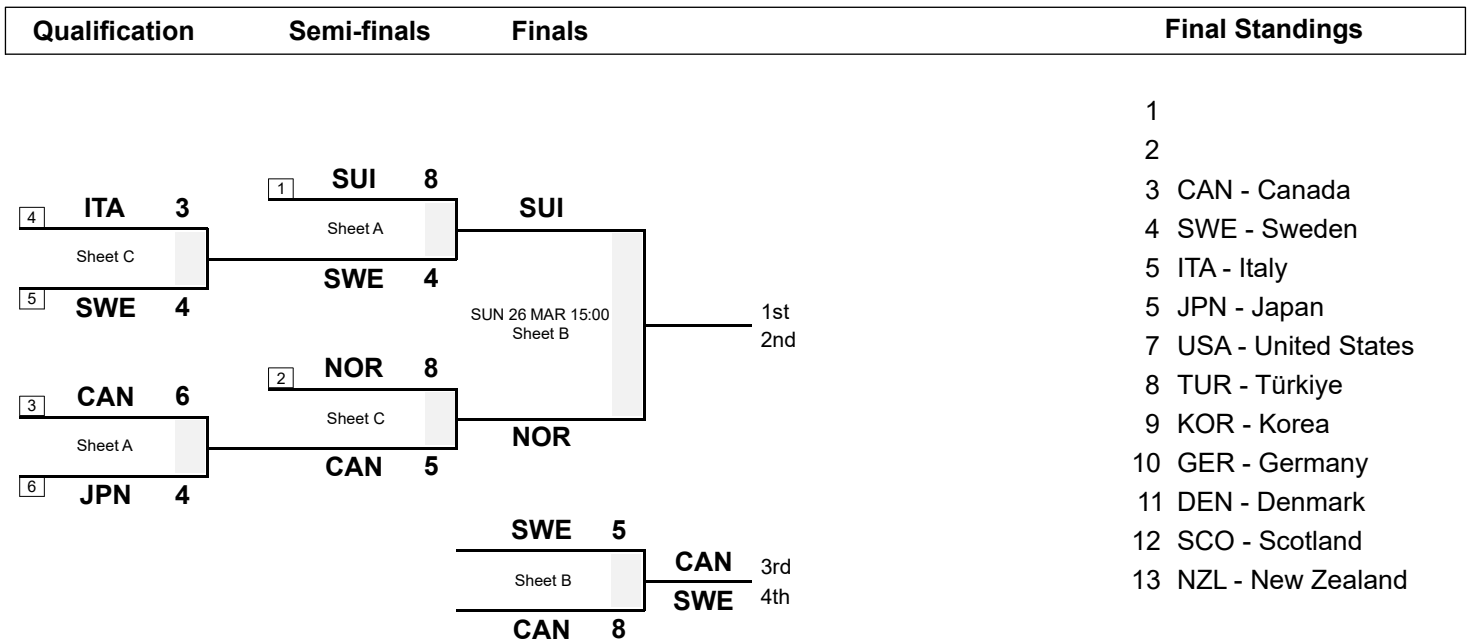 Qualification Semi-finals Finals Final Standings
1
2
3 CAN - Canada
4 SWE - Sweden
5 ITA - Italy
5 JPN - Japan
7 USA - United States
8 TUR - Türkiye
9 KOR - Korea
10 GER - Germany
11 DEN - Denmark
12 SCO - Scotland
13 NZL - New Zealand
4 ITA 3
Sheet C
5 SWE 4
3 CAN 6
Sheet A
6 JPN 4
1 SUI 8
Sheet A
SWE 4
2 NOR 8
Sheet C
CAN 5
SUI
SUN 26 MAR 15:00
Sheet B
NOR
1st
2nd
SWE 5
Sheet B
CAN 8
CAN 3rd
SWE 4th